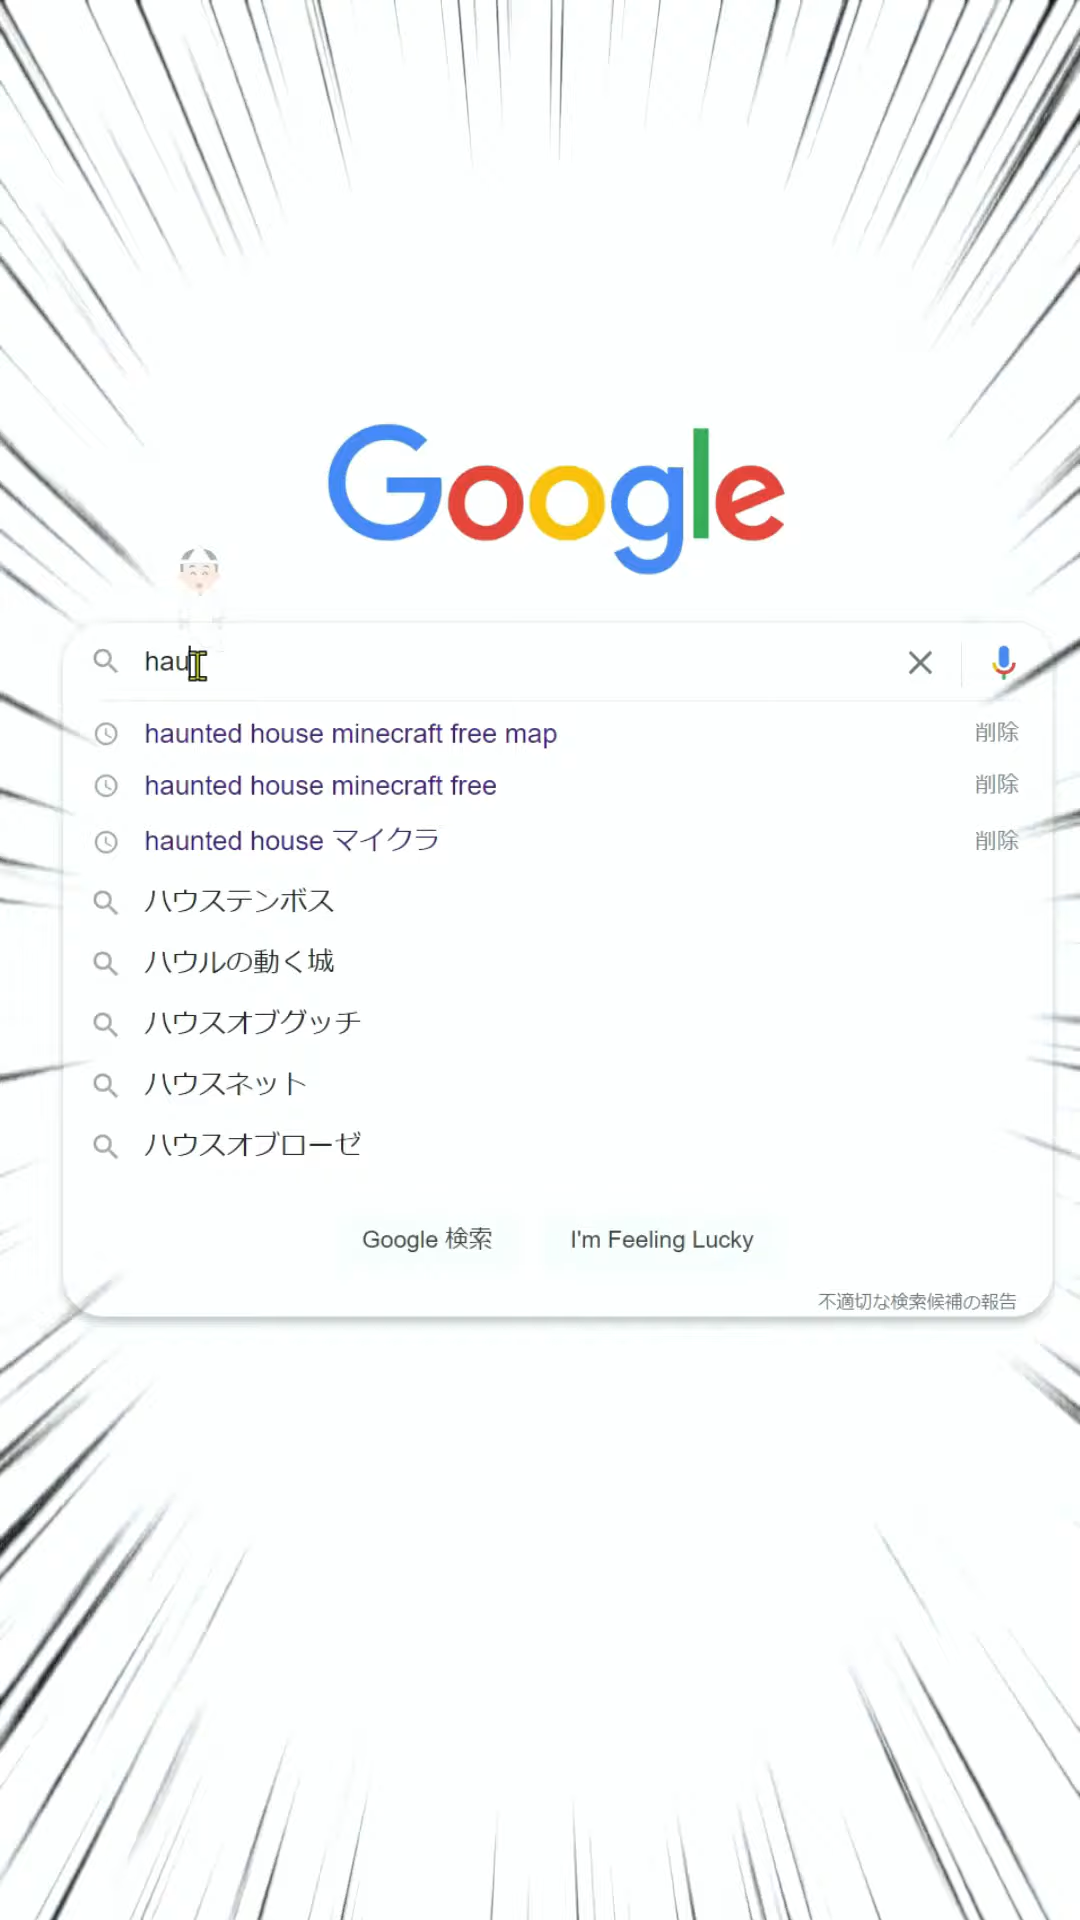 Google
hau
haunted house minecraft free map 削除
haunted house minecraft free 削除
haunted house マイクラ 削除
ハウステンボス
ハウルの動く城
ハウスオブグッチ
ハウスネット
ハウスオブローゼ
Google 検索 I'm Feeling Lucky
不適切な検索候補の報告